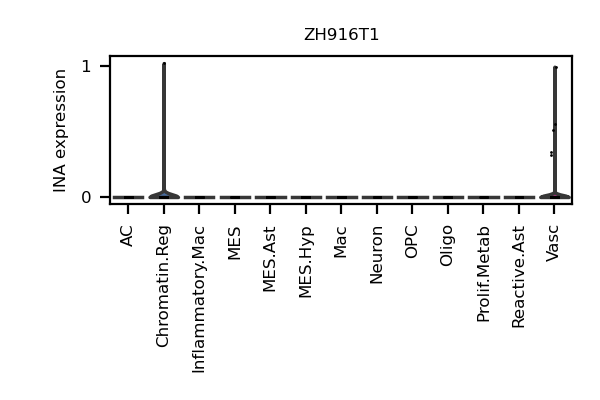 ZH916T1
INA expression
1
0
AC
Chromatin.Reg
Inflammatory.Mac
MES
MES.Ast
MES.Hyp
Mac
Neuron
OPC
Oligo
Prolif.Metab
Reactive.Ast
Vasc